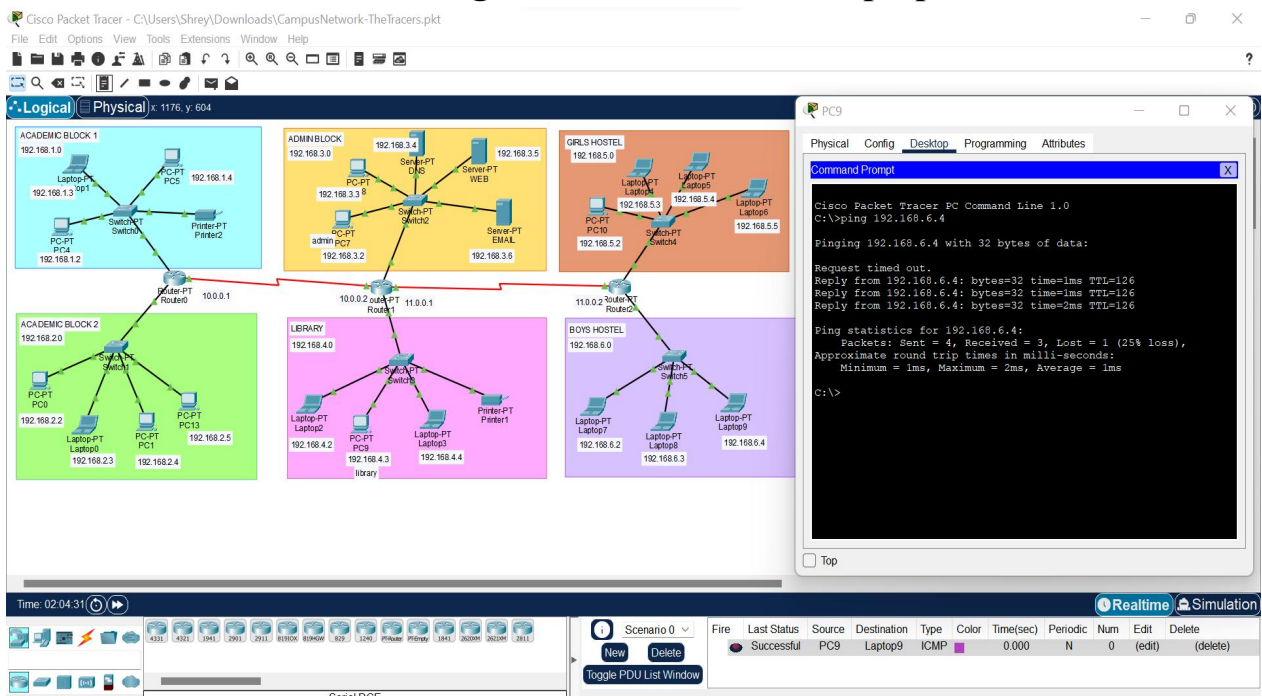 Cisco Packet Tracer - C:\Users\Shrey\Downloads\CampusNetwork-TheTracers.pkt
File Edit Options View Tools Extensions Window Help
Logical Physical x: 1176, y: 604
ACADEMIC BLOCK 1
192.168.1.0
PC-PT
PC5
192.168.1.4
Laptop-PT
192.168.1.3
Switch-PT
Switch0
Printer-PT
Printer2
PC-PT
PC4
192.168.1.2
Router-PT
Router0
10.0.0.1
ADMIN BLOCK
192.168.3.0
192.168.3.4
Server-PT
DNS
192.168.3.5
Server-PT
WEB
PC-PT
192.168.3.3
Switch-PT
Switch2
admin
PC-PT
PC7
192.168.3.2
Server-PT
EMAIL
192.168.3.6
10.0.0.2
Router1
11.0.0.1
GIRLS HOSTEL
192.168.5.0
Laptop-PT
Laptop4
Laptop-PT
Laptop5
192.168.5.3
192.168.5.4
Laptop-PT
Laptop6
192.168.5.5
PC-PT
PC10
192.168.5.2
Switch-PT
Switch4
11.0.0.2
Router-PT
Router2
ACADEMIC BLOCK 2
192.168.2.0
Switch-PT
Switch1
PC-PT
PC0
192.168.2.2
Laptop-PT
Laptop0
192.168.2.3
PC-PT
PC1
192.168.2.4
PC-PT
PC13
192.168.2.5
LIBRARY
192.168.4.0
Switch-PT
Switch3
Laptop-PT
Laptop2
192.168.4.2
PC-PT
PC9
192.168.4.3
library
Laptop-PT
Laptop3
192.168.4.4
Printer-PT
Printer1
BOYS HOSTEL
192.168.6.0
Switch-PT
Switch5
Laptop-PT
Laptop7
192.168.6.2
Laptop-PT
Laptop8
192.168.6.3
Laptop-PT
Laptop9
192.168.6.4
PC9
Physical Config Desktop Programming Attributes
Command Prompt X
Cisco Packet Tracer PC Command Line 1.0
C:\>ping 192.168.6.4
Pinging 192.168.6.4 with 32 bytes of data:
Request timed out.
Reply from 192.168.6.4: bytes=32 time=1ms TTL=126
Reply from 192.168.6.4: bytes=32 time=1ms TTL=126
Reply from 192.168.6.4: bytes=32 time=2ms TTL=126
Ping statistics for 192.168.6.4:
Packets: Sent = 4, Received = 3, Lost = 1 (25% loss),
Approximate round trip times in milli-seconds:
Minimum = 1ms, Maximum = 2ms, Average = 1ms
C:\>
Top
Time: 02:04:31
Realtime Simulation
4331 4321 1941 2901 2911 819IOX 819HGW 829 1240 PT-Router PT-Empty 1841 2620XM 2621XM 2811
Scenario 0
New Delete
Toggle PDU List Window
Fire Last Status Source Destination Type Color Time(sec) Periodic Num Edit Delete
Successful PC9 Laptop9 ICMP 0.000 N 0 (edit) (delete)